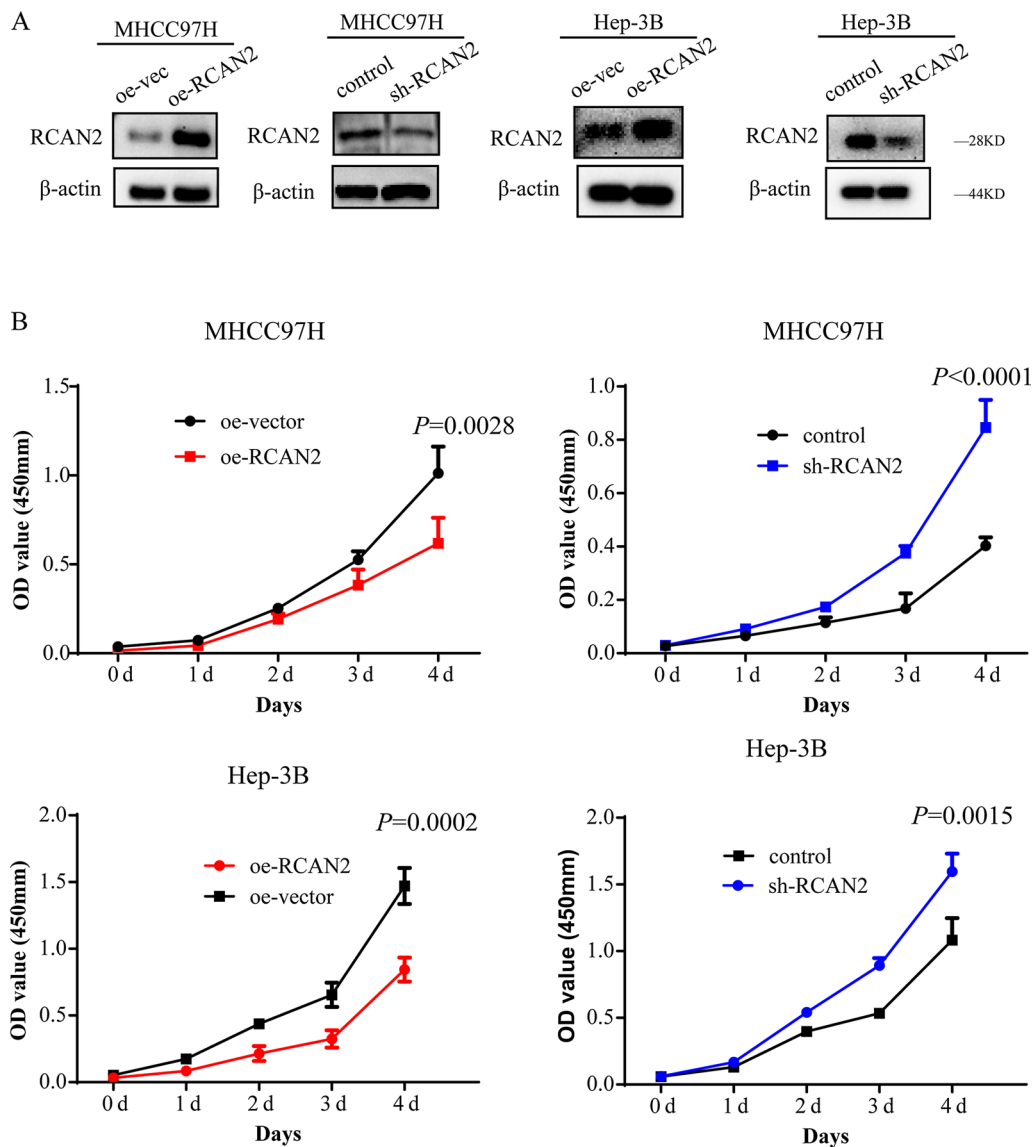 A
MHCC97H
MHCC97H
Hep-3B
Hep-3B
oe-vec
oe-RCAN2
control
sh-RCAN2
oe-vec
oe-RCAN2
control
sh-RCAN2
RCAN2
RCAN2
RCAN2
RCAN2
—28KD
β-actin
β-actin
β-actin
β-actin
—44KD
B
MHCC97H
P=0.0028
oe-vector
oe-RCAN2
OD value (450mm)
1.5
1.0
0.5
0.0
0 d
1 d
2 d
3 d
4 d
Days
MHCC97H
P<0.0001
control
sh-RCAN2
OD value (450mm)
1.0
0.8
0.6
0.4
0.2
0.0
0 d
1 d
2 d
3 d
4 d
Days
Hep-3B
P=0.0002
oe-RCAN2
oe-vector
OD value (450mm)
2.0
1.5
1.0
0.5
0.0
0 d
1 d
2 d
3 d
4 d
Days
Hep-3B
P=0.0015
control
sh-RCAN2
OD value (450mm)
2.0
1.5
1.0
0.5
0.0
0 d
1 d
2 d
3 d
4 d
Days